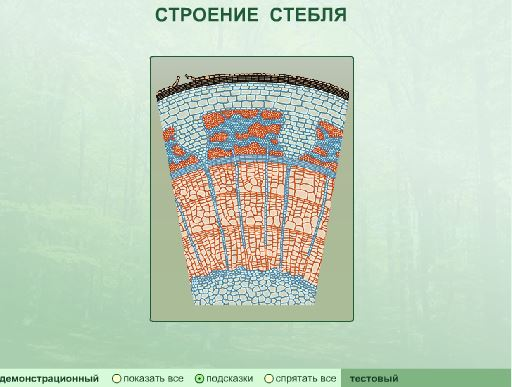 СТРОЕНИЕ СТЕБЛЯ
демонстрационный показать все подсказки спрятать все тестовый